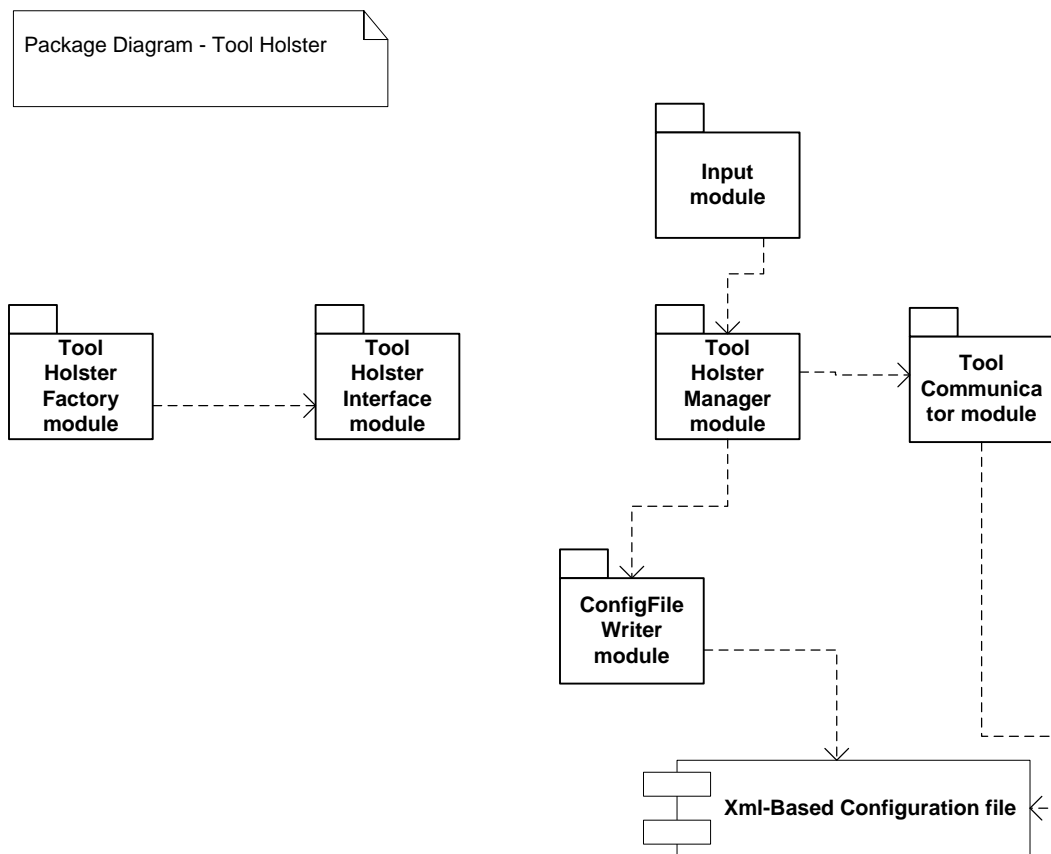 Package Diagram - Tool Holster
Input
module
Tool
Holster
Factory
module
Tool
Holster
Interface
module
Tool
Holster
Manager
module
Tool
Communica
tor module
ConfigFile
Writer
module
Xml-Based Configuration file